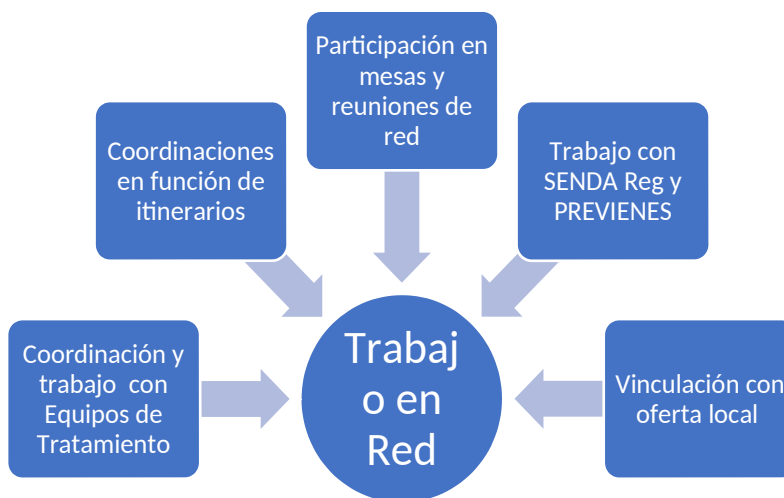 Participación en
mesas y
reuniones de
red
Coordinaciones
en función de
itinerarios
Trabajo con
SENDA Reg y
PREVIENES
Coordinación y
trabajo con
Equipos de
Tratamiento
Trabaj
o en
Red
Vinculación con
oferta local